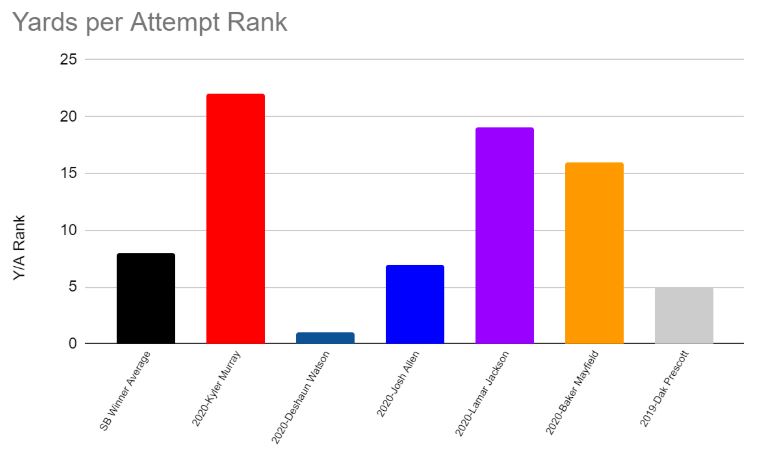 Yards per Attempt Rank
25
20
15
10
5
0
Y/A Rank
SB Winner Average
2020-Kyler Murray
2020-Deshaun Watson
2020-Josh Allen
2020-Lamar Jackson
2020-Baker Mayfield
2019-Dak Prescott